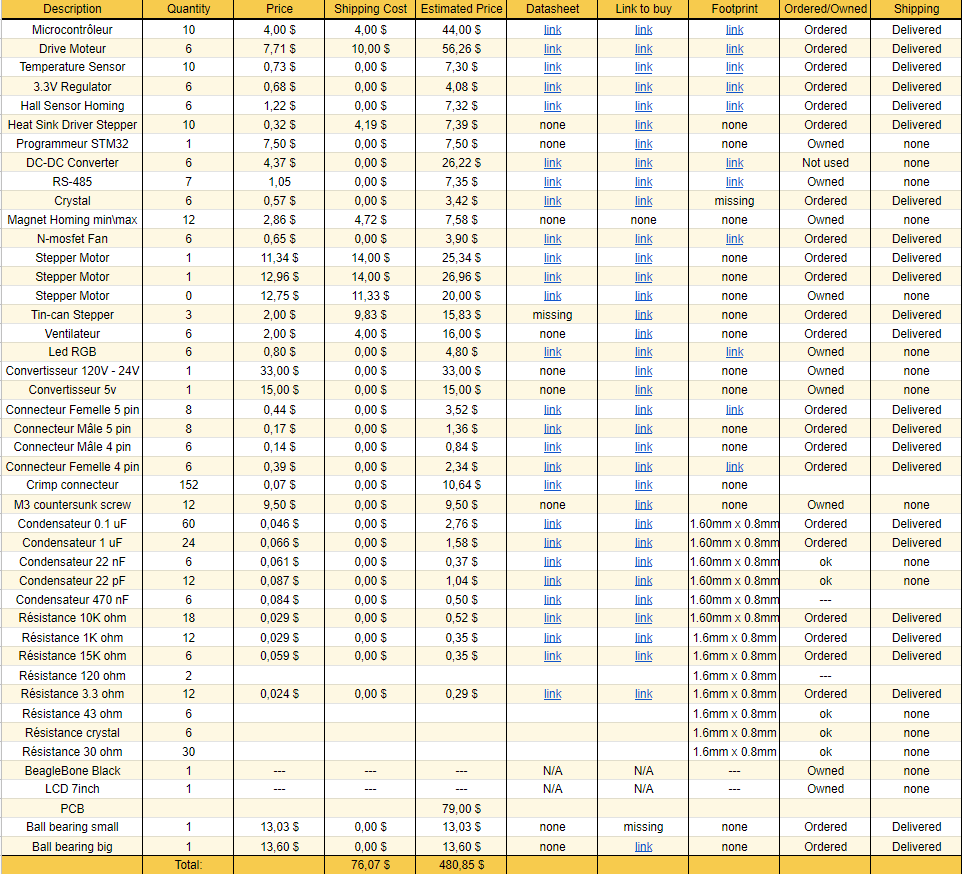 Description Quantity Price Shipping Cost Estimated Price Datasheet Link to buy Footprint Ordered/Owned Shipping
Microcontrôleur 10 4,00 $ 4,00 $ 44,00 $ link link link Ordered Delivered
Drive Moteur 6 7,71 $ 10,00 $ 56,26 $ link link link Ordered Delivered
Temperature Sensor 10 0,73 $ 0,00 $ 7,30 $ link link link Ordered Delivered
3.3V Regulator 6 0,68 $ 0,00 $ 4,08 $ link link link Ordered Delivered
Hall Sensor Homing 6 1,22 $ 0,00 $ 7,32 $ link link link Ordered Delivered
Heat Sink Driver Stepper 10 0,32 $ 4,19 $ 7,39 $ none link none Ordered Delivered
Programmeur STM32 1 7,50 $ 0,00 $ 7,50 $ none link none Owned none
DC-DC Converter 6 4,37 $ 0,00 $ 26,22 $ link link link Not used none
RS-485 7 1,05 0,00 $ 7,35 $ link link link Owned none
Crystal 6 0,57 $ 0,00 $ 3,42 $ link link missing Ordered Delivered
Magnet Homing min\max 12 2,86 $ 4,72 $ 7,58 $ none none none Owned none
N-mosfet Fan 6 0,65 $ 0,00 $ 3,90 $ link link link Ordered Delivered
Stepper Motor 1 11,34 $ 14,00 $ 25,34 $ link link none Ordered Delivered
Stepper Motor 1 12,96 $ 14,00 $ 26,96 $ link link none Ordered Delivered
Stepper Motor 0 12,75 $ 11,33 $ 20,00 $ link link none Owned none
Tin-can Stepper 3 2,00 $ 9,83 $ 15,83 $ missing link none Ordered Delivered
Ventilateur 6 2,00 $ 4,00 $ 16,00 $ none link none Ordered Delivered
Led RGB 6 0,80 $ 0,00 $ 4,80 $ link link link Owned none
Convertisseur 120V - 24V 1 33,00 $ 0,00 $ 33,00 $ none link none Owned none
Convertisseur 5v 1 15,00 $ 0,00 $ 15,00 $ none link none Owned none
Connecteur Femelle 5 pin 8 0,44 $ 0,00 $ 3,52 $ link link link Ordered Delivered
Connecteur Mâle 5 pin 8 0,17 $ 0,00 $ 1,36 $ link link none Ordered Delivered
Connecteur Mâle 4 pin 6 0,14 $ 0,00 $ 0,84 $ link link none Ordered Delivered
Connecteur Femelle 4 pin 6 0,39 $ 0,00 $ 2,34 $ link link link Ordered Delivered
Crimp connecteur 152 0,07 $ 0,00 $ 10,64 $ link link none
M3 countersunk screw 12 9,50 $ 0,00 $ 9,50 $ none link none Owned none
Condensateur 0.1 uF 60 0,046 $ 0,00 $ 2,76 $ link link 1.60mm x 0.8mm Ordered Delivered
Condensateur 1 uF 24 0,066 $ 0,00 $ 1,58 $ link link 1.60mm x 0.8mm Ordered Delivered
Condensateur 22 nF 6 0,061 $ 0,00 $ 0,37 $ link link 1.60mm x 0.8mm ok none
Condensateur 22 pF 12 0,087 $ 0,00 $ 1,04 $ link link 1.60mm x 0.8mm ok none
Condensateur 470 nF 6 0,084 $ 0,00 $ 0,50 $ link link 1.60mm x 0.8mm ---
Résistance 10K ohm 18 0,029 $ 0,00 $ 0,52 $ link link 1.60mm x 0.8mm Ordered Delivered
Résistance 1K ohm 12 0,029 $ 0,00 $ 0,35 $ link link 1.6mm x 0.8mm Ordered Delivered
Résistance 15K ohm 6 0,059 $ 0,00 $ 0,35 $ link link 1.6mm x 0.8mm Ordered Delivered
Résistance 120 ohm 2 1.6mm x 0.8mm ---
Résistance 3.3 ohm 12 0,024 $ 0,00 $ 0,29 $ link link 1.6mm x 0.8mm Ordered Delivered
Résistance 43 ohm 6 1.6mm x 0.8mm ok none
Résistance crystal 6 1.6mm x 0.8mm ok none
Résistance 30 ohm 30 1.6mm x 0.8mm ok none
BeagleBone Black 1 --- --- --- N/A N/A --- Owned none
LCD 7inch 1 --- --- --- N/A N/A --- Owned none
PCB 79,00 $
Ball bearing small 1 13,03 $ 0,00 $ 13,03 $ none missing none Ordered Delivered
Ball bearing big 1 13,60 $ 0,00 $ 13,60 $ none link none Ordered Delivered
Total: 76,07 $ 480,85 $